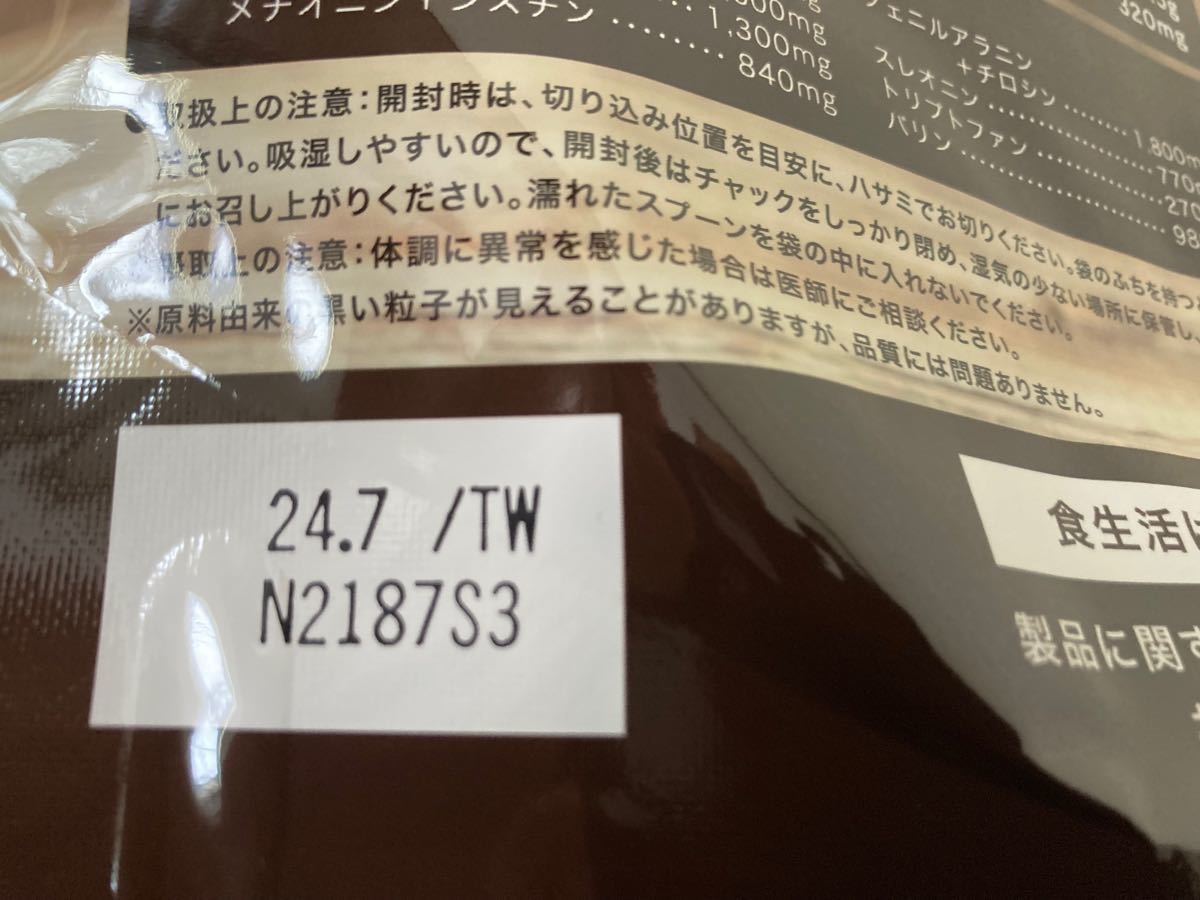 320mg
1,300mg
840mg
フェニルアラニン
+チロシン
スレオニン
1,800m
トリプトファン
770
バリン
270
98
取扱上の注意：開封時は、切り込み位置を目安に、ハサミでお切りください。袋のふちを持つ
ださい。吸湿しやすいので、開封後はチャックをしっかり閉め、湿気の少ない場所に保管し、
にお召し上がりください。濡れたスプーンを袋の中に入れないでください。
摂取上の注意：体調に異常を感じた場合は医師にご相談ください。
※原料由来の黒い粒子が見えることがありますが、品質には問題ありません。
24.7 /TW
N2187S3
食生活は
製品に関す